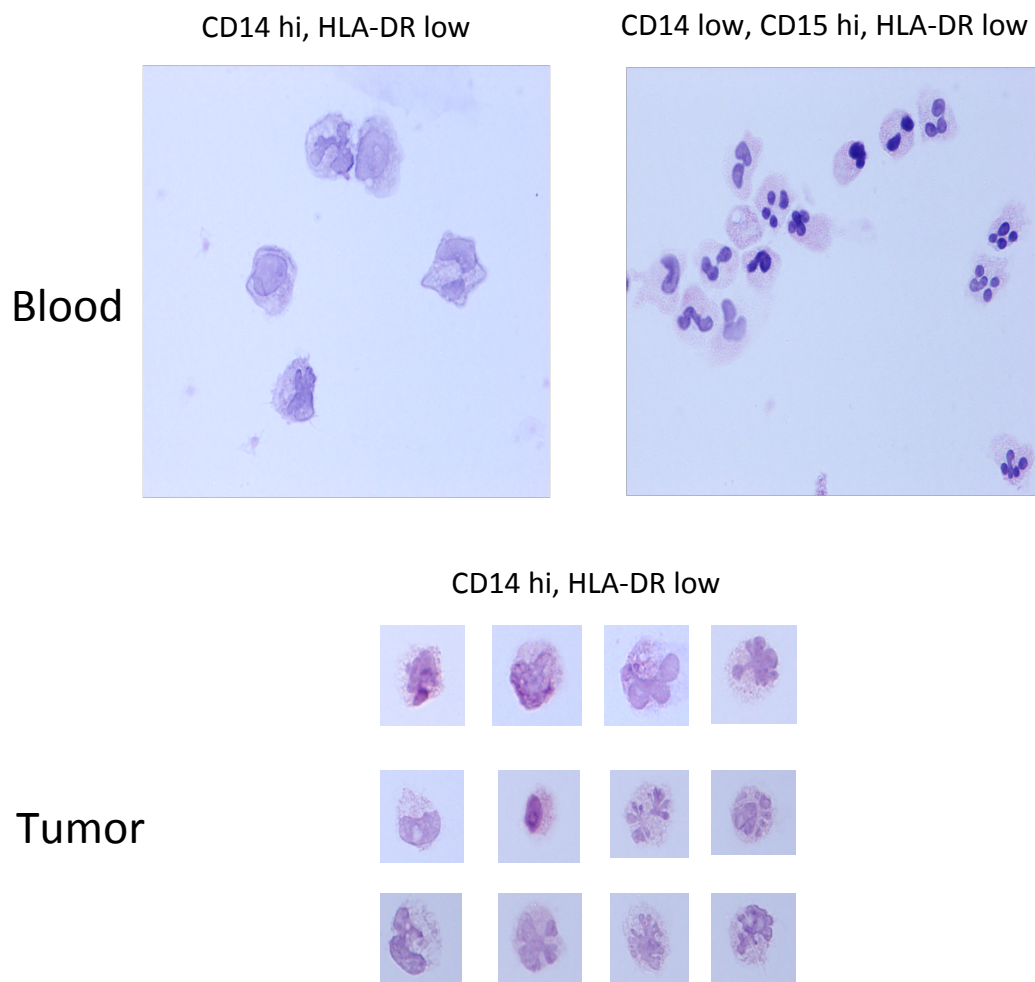 CD14 hi, HLA-DR low
CD14 low, CD15 hi, HLA-DR low
Blood
CD14 hi, HLA-DR low
Tumor